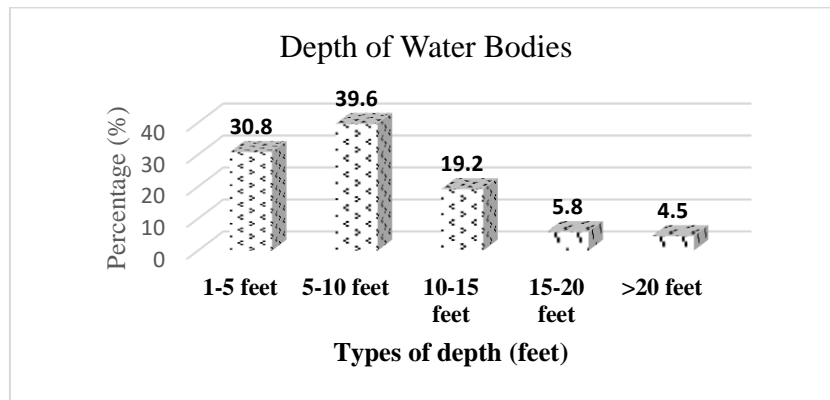 Depth of Water Bodies
Percentage (%)
40
30
20
10
0
30.8
39.6
19.2
5.8
4.5
1-5 feet
5-10 feet
10-15
feet
15-20
feet
>20 feet
Types of depth (feet)